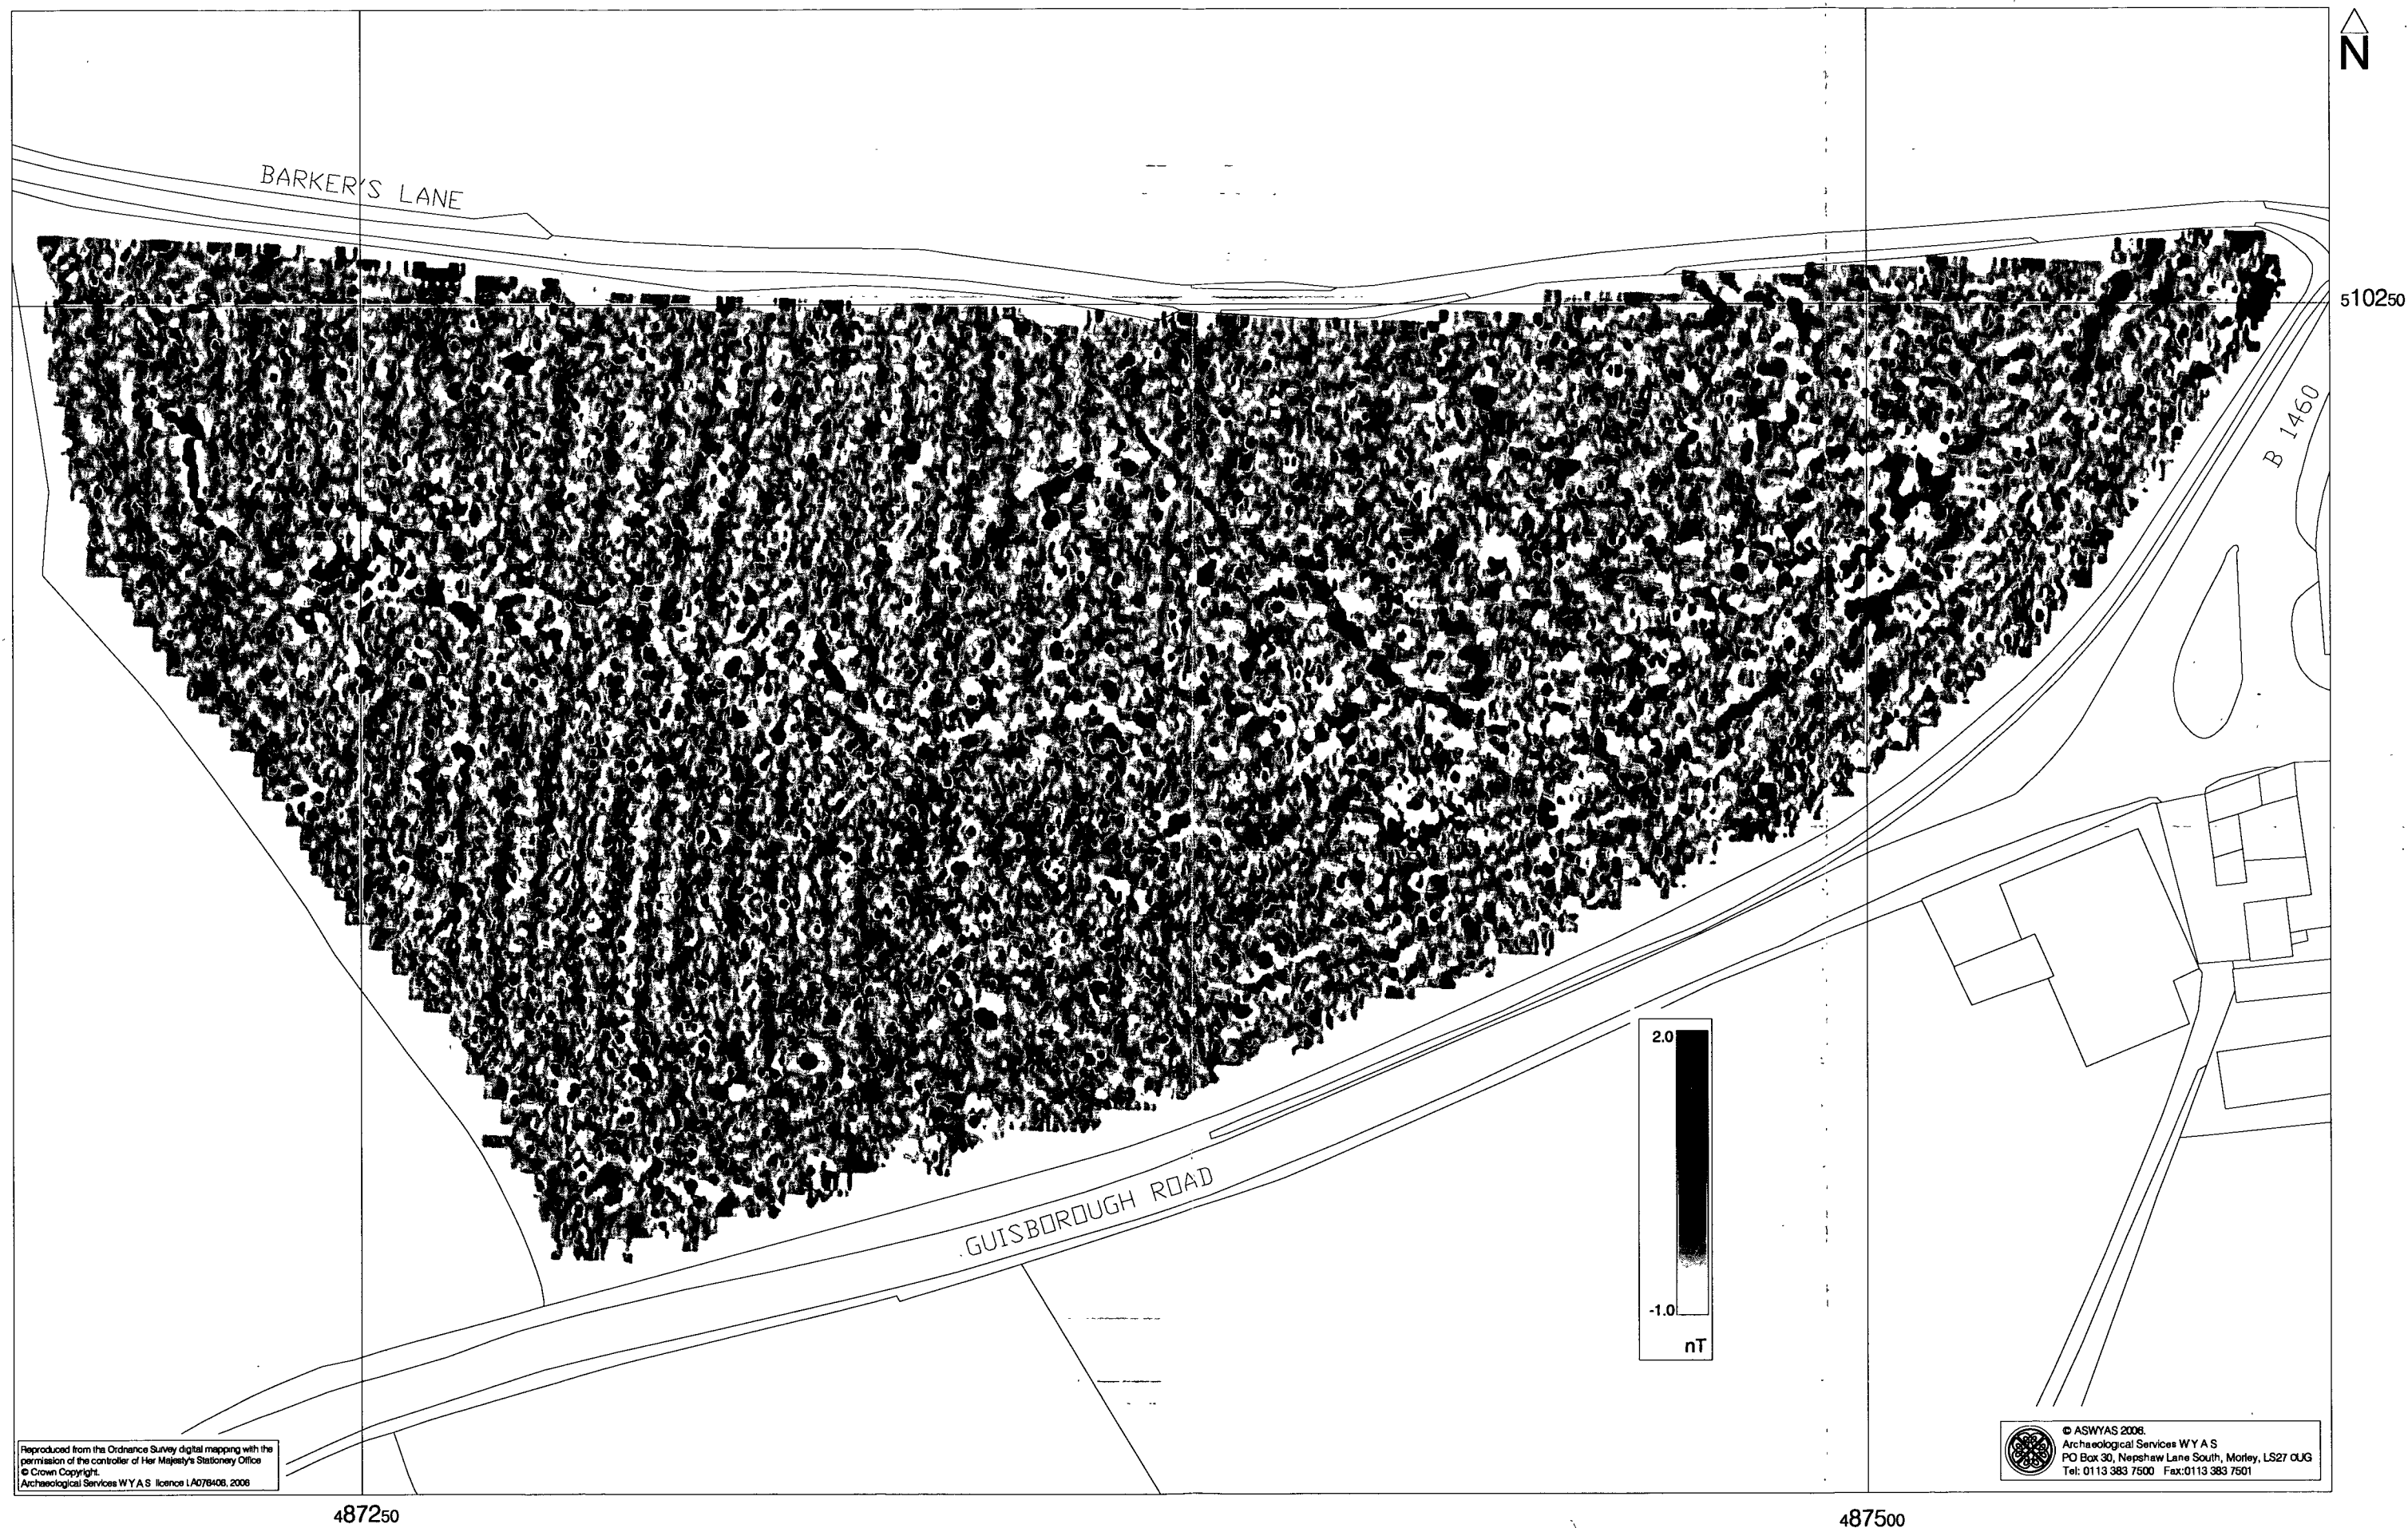 N
BARKER'S LANE
51025０
B 1460
GUISBOROUGH ROAD
2.0
-1.0
nT
Reproduced from the Ordnance Survey digital mapping with the
permission of the controller of Her Majesty's Stationery Office
© Crown Copyright.
Archaeological Services W Y A S licence LA076406, 2006
© ASWYAS 2006.
Archaeological Services W Y A S
PO Box 30, Nepshaw Lane South, Morley, LS27 0UG
Tel: 0113 383 7500 Fax:0113 383 7501
487250
487500